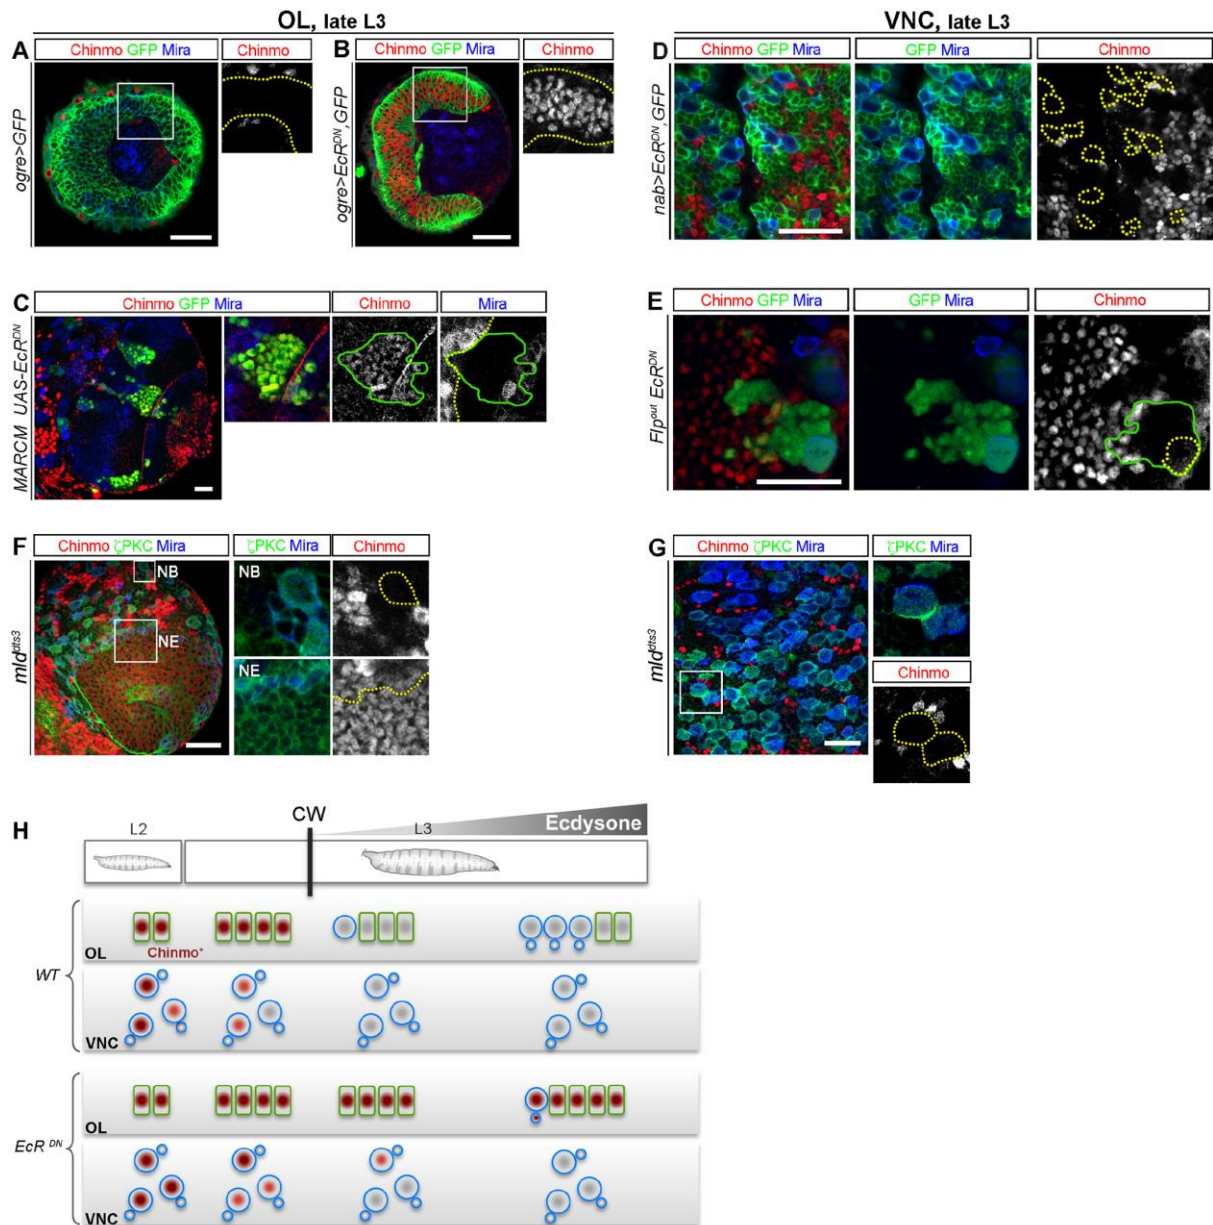 OL, late L3
VNC, late L3
A
Chinmo GFP Mira
Chinmo
ogre>GFP
B
Chinmo GFP Mira
Chinmo
ogre>EcR^DN,GFP
D
Chinmo GFP Mira
GFP Mira
Chinmo
nab>EcR^DN,GFP
C
Chinmo GFP Mira
Chinmo
Mira
MARCM UAS-EcR^DN
E
Chinmo GFP Mira
GFP Mira
Chinmo
Flp^out EcR^DN
F
Chinmo ζPKC Mira
ζPKC Mira
Chinmo
mld^dts3
NB
NE
NB
NE
G
Chinmo ζPKC Mira
ζPKC Mira
Chinmo
mld^dts3
H
CW
L2
L3
Ecdysone
WT
OL
Chinmo⁺
VNC
EcR^DN
OL
VNC